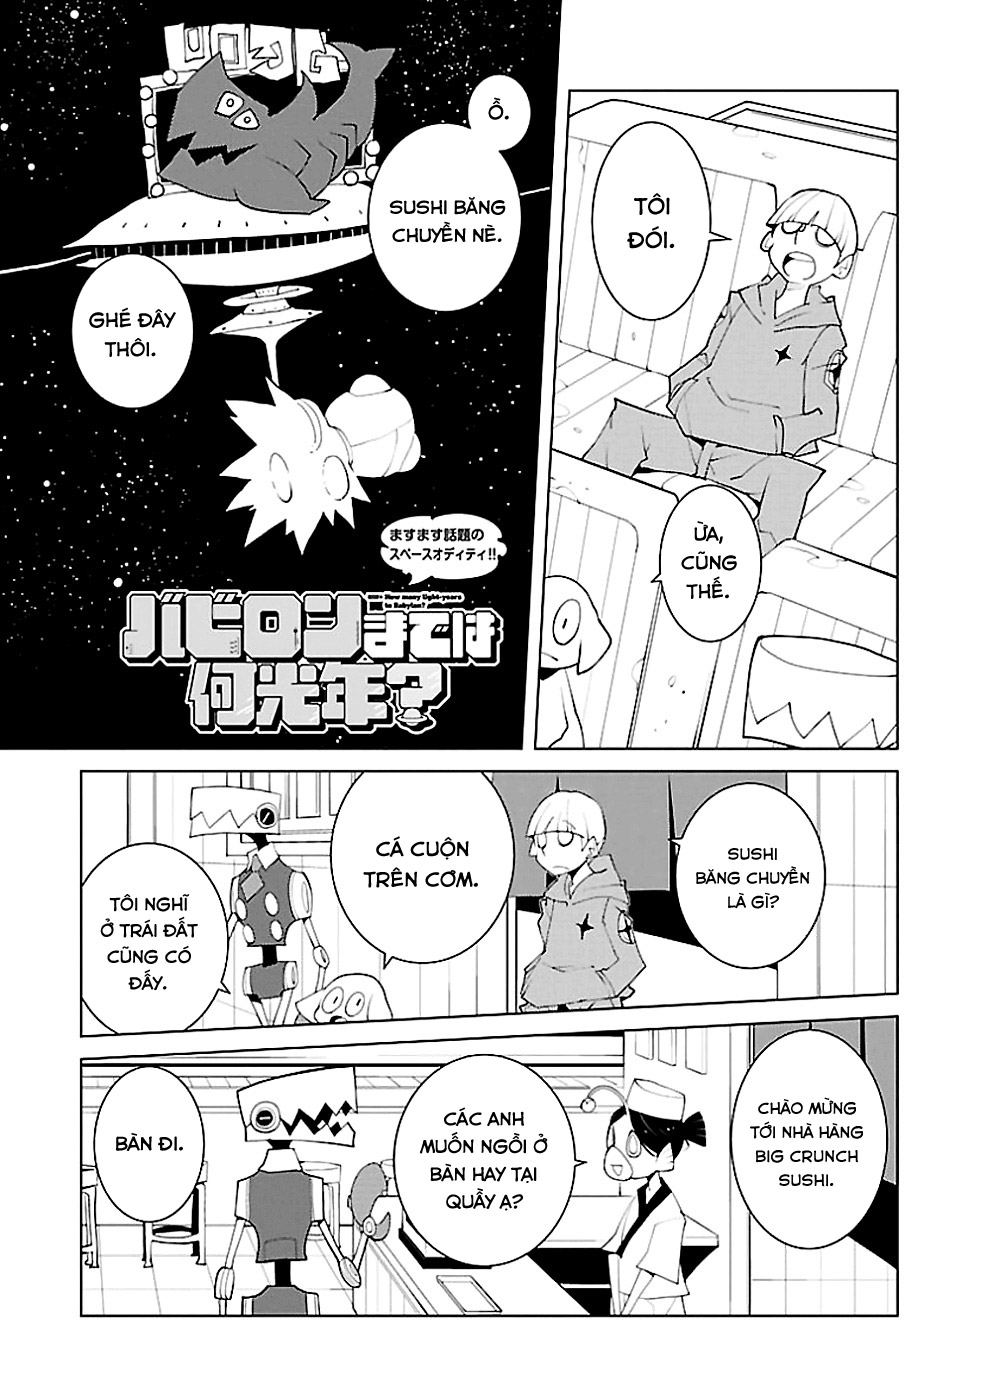 TÔI
ĐÓI.
ỪA,
CŨNG
THẾ.
Ồ.
SUSHI BĂNG
CHUYỀN NÈ.
GHÉ ĐÂY
THÔI.
ますます話題の
スペースオディティ!!
How many light-years
to Babylon?
バビロンまでは
何光年?
SUSHI
BĂNG CHUYỀN
LÀ GÌ?
CÁ CUỘN
TRÊN CƠM.
TÔI NGHĨ
Ở TRÁI ĐẤT
CŨNG CÓ
ĐẤY.
CHÀO MỪNG
TỚI NHÀ HÀNG
BIG CRUNCH
SUSHI.
CÁC ANH
MUỐN NGỒI Ở
BÀN HAY TẠI
QUẦY Ạ?
BÀN ĐI.